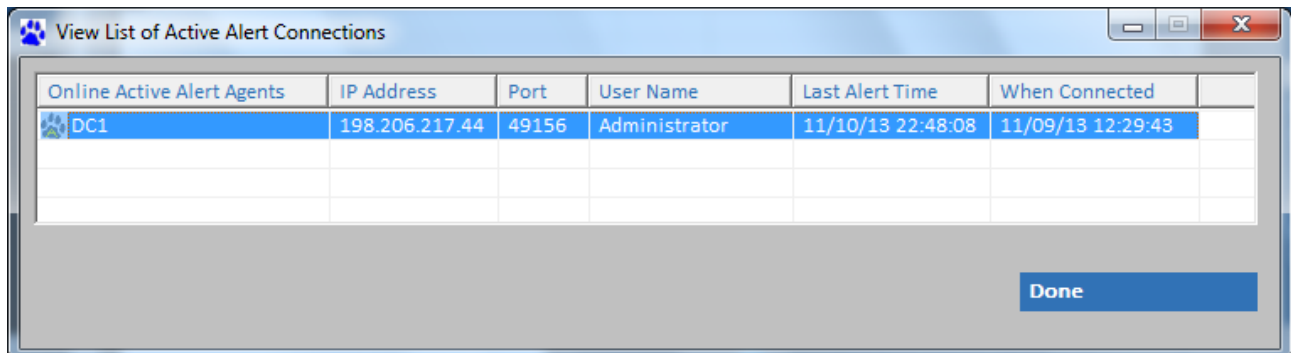 View List of Active Alert Connections
Online Active Alert Agents IP Address Port User Name Last Alert Time When Connected
DC1 198.206.217.44 49156 Administrator 11/10/13 22:48:08 11/09/13 12:29:43
Done